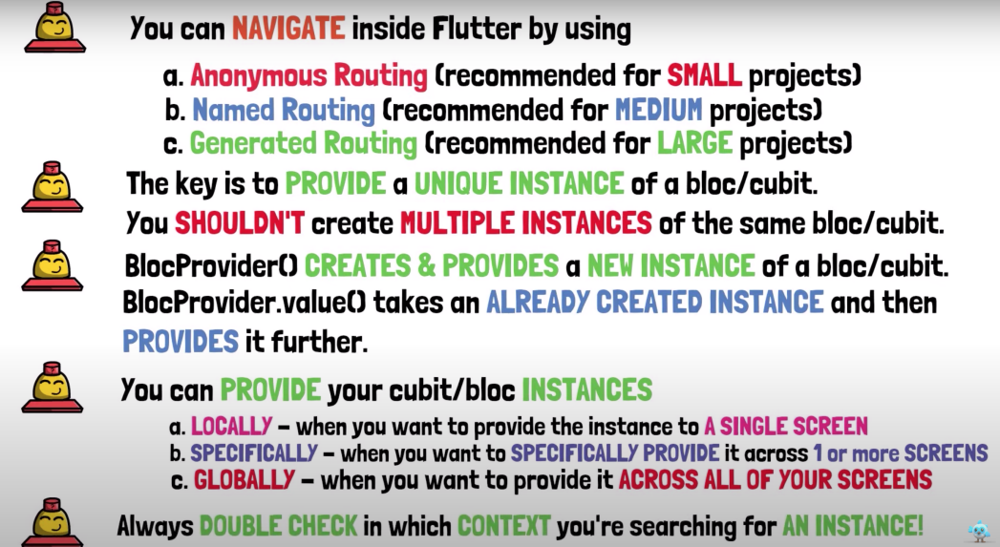 You can NAVIGATE inside Flutter by using
a. Anonymous Routing (recommended for SMALL projects)
b. Named Routing (recommended for MEDIUM projects)
c. Generated Routing (recommended for LARGE projects)
The key is to PROVIDE a UNIQUE INSTANCE of a bloc/cubit.
You SHOULDN'T create MULTIPLE INSTANCES of the same bloc/cubit.
BlocProvider() CREATES & PROVIDES a NEW INSTANCE of a bloc/cubit.
BlocProvider.value() takes an ALREADY CREATED INSTANCE and then
PROVIDES it further.
You can PROVIDE your cubit/bloc INSTANCES
a. LOCALLY – when you want to provide the instance to A SINGLE SCREEN
b. SPECIFICALLY – when you want to SPECIFICALLY PROVIDE it across 1 or more SCREENS
c. GLOBALLY – when you want to provide it ACROSS ALL OF YOUR SCREENS
Always DOUBLE CHECK in which CONTEXT you're searching for AN INSTANCE!